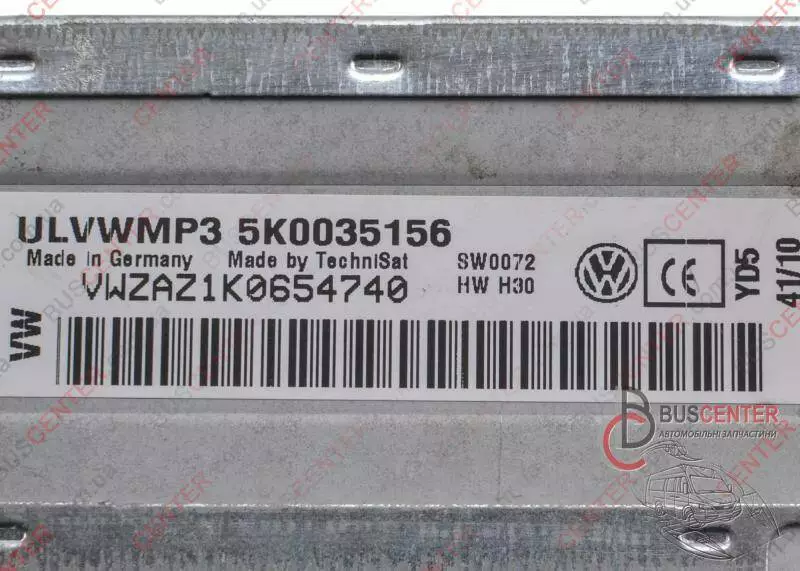 ULVWMP3 5K0035156
Made in Germany Made by TechniSat SW0072
VWZAZ1K0654740 HW H30
VW
CE
YD5
41/10
BUSCENTER
АВТОМОБІЛЬНІ ЗАПЧАСТИНИ